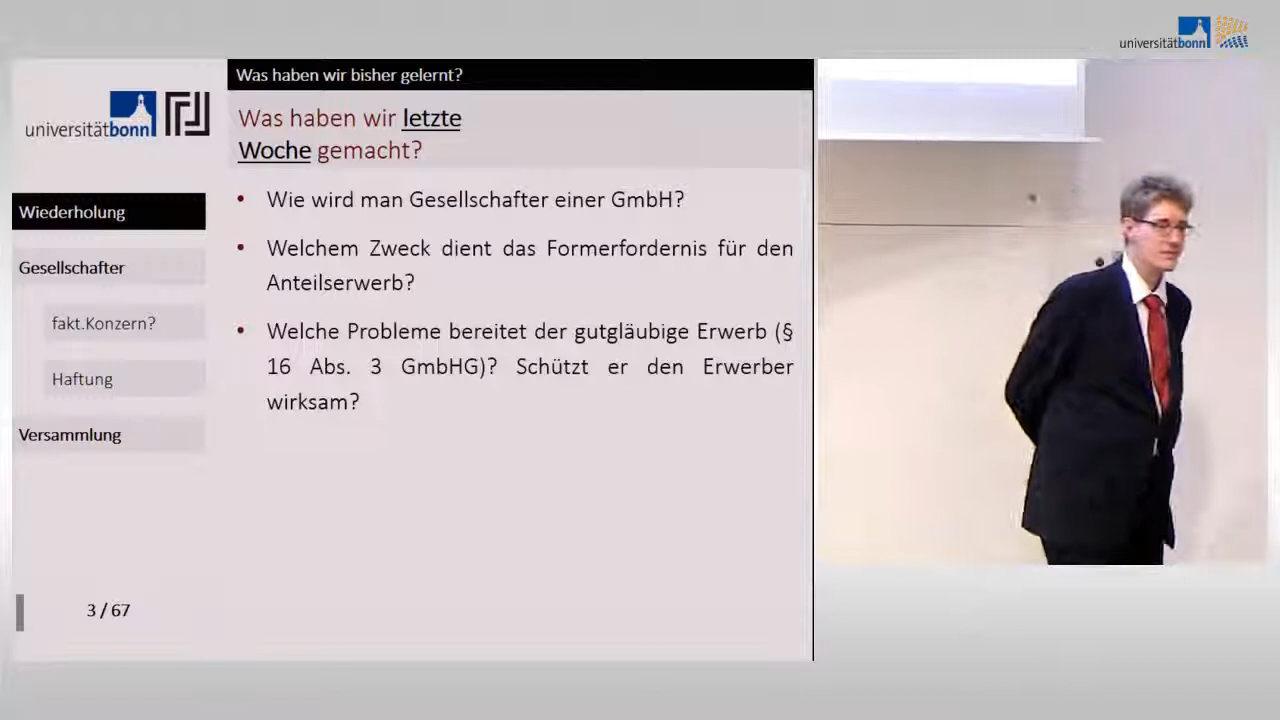 universitätbonn
Was haben wir bisher gelernt?
universitätbonn
Was haben wir letzte
Woche gemacht?
Wiederholung
Gesellschafter
fakt.Konzern?
Haftung
Versammlung
• Wie wird man Gesellschafter einer GmbH?
• Welchem Zweck dient das Formerfordernis für den
Anteilserwerb?
• Welche Probleme bereitet der gutgläubige Erwerb (§
16 Abs. 3 GmbHG)? Schützt er den Erwerber
wirksam?
3 / 67